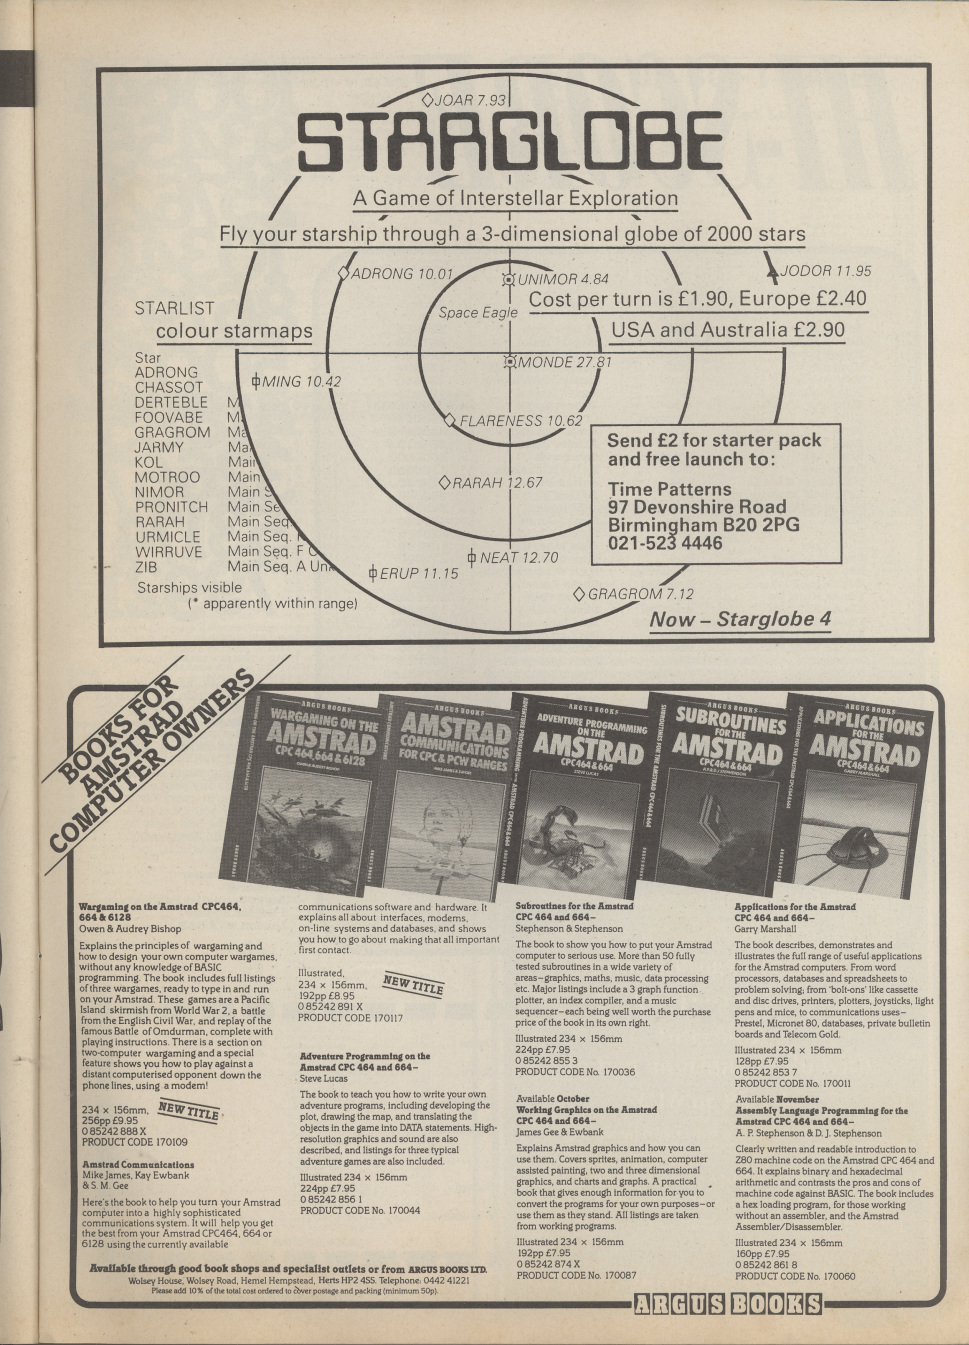 JOAR 7.93
STARGLOBE
A Game of Interstellar Exploration
Fly your starship through a 3-dimensional globe of 2000 stars
ADRONG 10.01
UNIMOR 4.84
JODOR 11.95
Cost per turn is £1.90, Europe £2.40
USA and Australia £2.90
Space Eagle
STARLIST
colour starmaps
MONDE 27.81
MING 10.42
FLARENESS 10.62
Star
ADRONG
CHASSOT
DERTEBLE M
FOOVABE M
GRAGROM Ma
JARMY Mai
KOL Main
MOTROO Main
NIMOR Main S
PRONITCH Main Se
RARAH Main Seq
URMICLE Main Seq.
WIRRUVE Main Seq. F
ZIB Main Seq. A Un
Starships visible
(* apparently within range)
RARAH 12.67
NEAT 12.70
ERUP 11.15
GRAGROM 7.12
Send £2 for starter pack
and free launch to:
Time Patterns
97 Devonshire Road
Birmingham B20 2PG
021-523 4446
Now – Starglobe 4
BOOKS FOR
AMSTRAD
COMPUTER OWNERS
ARGUS BOOKS
WARGAMING ON THE
AMSTRAD
CPC 464,664 & 6128
ARGUS BOOKS
AMSTRAD
COMMUNICATIONS
FOR CPC & PCW RANGES
ARGUS BOOKS
ADVENTURE PROGRAMMING
ON THE
AMSTRAD
CPC 464 & 664
STEVE LUCAS
ARGUS BOOKS
SUBROUTINES
FOR THE
AMSTRAD
CPC 464 & 664
ARGUS BOOKS
APPLICATIONS
FOR THE
AMSTRAD
CPC 464 & 664
GARRY MARSHALL
Wargaming on the Amstrad CPC464,
664 & 6128
Owen & Audrey Bishop
Explains the principles of wargaming and
how to design your own computer wargames,
without any knowledge of BASIC
programming. The book includes full listings
of three wargames, ready to type in and run
on your Amstrad. These games are a Pacific
Island skirmish from World War 2, a battle
from the English Civil War, and replay of the
famous Battle of Omdurman, complete with
playing instructions. There is a section on
two-computer wargaming and a special
feature shows you how to play against a
distant computerised opponent down the
phone lines, using a modem!
234 × 156mm,
256pp £9.95
0 85242 888 X
PRODUCT CODE 170109
NEW TITLE
Amstrad Communications
Mike James, Kay Ewbank
& S. M. Gee
Here's the book to help you turn your Amstrad
computer into a highly sophisticated
communications system. It will help you get
the best from your Amstrad CPC464, 664 or
6128 using the currently available
communications software and hardware. It
explains all about interfaces, modems,
on-line systems and databases, and shows
you how to go about making that all important
first contact.
Illustrated,
234 × 156mm,
192pp £8.95
0 85242 891 X
PRODUCT CODE 170117
NEW TITLE
Adventure Programming on the
Amstrad CPC 464 and 664–
Steve Lucas
The book to teach you how to write your own
adventure programs, including developing the
plot, drawing the map, and translating the
objects in the game into DATA statements. High-
resolution graphics and sound are also
described, and listings for three typical
adventure games are also included.
Illustrated 234 × 156mm
224pp £7.95
0 85242 856 1
PRODUCT CODE No. 170044
Subroutines for the Amstrad
CPC 464 and 664–
Stephenson & Stephenson
The book to show you how to put your Amstrad
computer to serious use. More than 50 fully
tested subroutines in a wide variety of
areas–graphics, maths, music, data processing
etc. Major listings include a 3 graph function
plotter, an index compiler, and a music
sequencer–each being well worth the purchase
price of the book in its own right.
Illustrated 234 × 156mm
224pp £7.95
0 85242 855 3
PRODUCT CODE No. 170036
Available October
Working Graphics on the Amstrad
CPC 464 and 664–
James Gee & Ewbank
Explains Amstrad graphics and how you can
use them. Covers sprites, animation, computer
assisted painting, two and three dimensional
graphics, and charts and graphs. A practical
book that gives enough information for you to
convert the programs for your own purposes–or
use them as they stand. All listings are taken
from working programs.
Illustrated 234 × 156mm
192pp £7.95
0 85242 874 X
PRODUCT CODE No. 170087
Applications for the Amstrad
CPC 464 and 664–
Garry Marshall
The book describes, demonstrates and
illustrates the full range of useful applications
for the Amstrad computers. From word
processors, databases and spreadsheets to
problem solving; from 'bolt-ons' like cassette
and disc drives, printers, plotters, joysticks, light
pens and mice, to communications uses–
Prestel, Micronet 80, databases, private bulletin
boards and Telecom Gold.
Illustrated 234 × 156mm
128pp £7.95
0 85242 853 7
PRODUCT CODE No. 170011
Available November
Assembly Language Programming for the
Amstrad CPC 464 and 664–
A. P. Stephenson & D. J. Stephenson
Clearly written and readable introduction to
Z80 machine code on the Amstrad CPC 464 and
664. It explains binary and hexadecimal
arithmetic and contrasts the pros and cons of
machine code against BASIC. The book includes
a hex loading program, for those working
without an assembler, and the Amstrad
Assembler/Disassembler.
Illustrated 234 × 156mm
160pp £7.95
0 85242 861 8
PRODUCT CODE No. 170060
Available through good book shops and specialist outlets or from ARGUS BOOKS LTD.
Wolsey House, Wolsey Road, Hemel Hempstead, Herts HP2 4SS. Telephone: 0442 41221
Please add 10% of the total cost ordered to cover postage and packing (minimum 50p).
ARGUS BOOKS